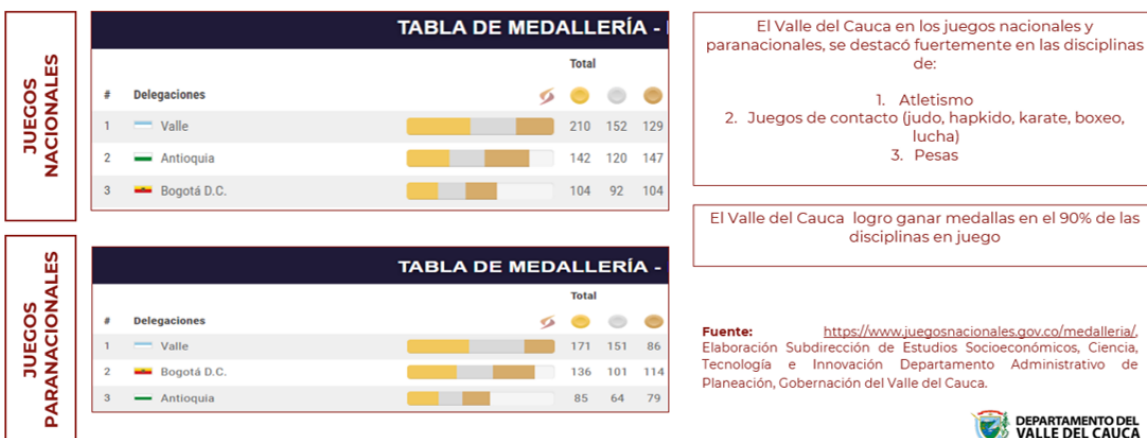 JUEGOS
NACIONALES
TABLA DE MEDALLERÍA -
Total
# Delegaciones
1 Valle 210 152 129
2 Antioquia 142 120 147
3 Bogotá D.C. 104 92 104
JUEGOS
PARANACIONALES
TABLA DE MEDALLERÍA -
Total
# Delegaciones
1 Valle 171 151 86
2 Bogotá D.C. 136 101 114
3 Antioquia 85 64 79
El Valle del Cauca en los juegos nacionales y
paranacionales, se destacó fuertemente en las disciplinas
de:
1. Atletismo
2. Juegos de contacto (judo, hapkido, karate, boxeo,
lucha)
3. Pesas
El Valle del Cauca logro ganar medallas en el 90% de las
disciplinas en juego
Fuente: https://www.juegosnacionales.gov.co/medalleria/,
Elaboración Subdirección de Estudios Socioeconómicos, Ciencia,
Tecnología e Innovación Departamento Administrativo de
Planeación, Gobernación del Valle del Cauca.
DEPARTAMENTO DEL
VALLE DEL CAUCA